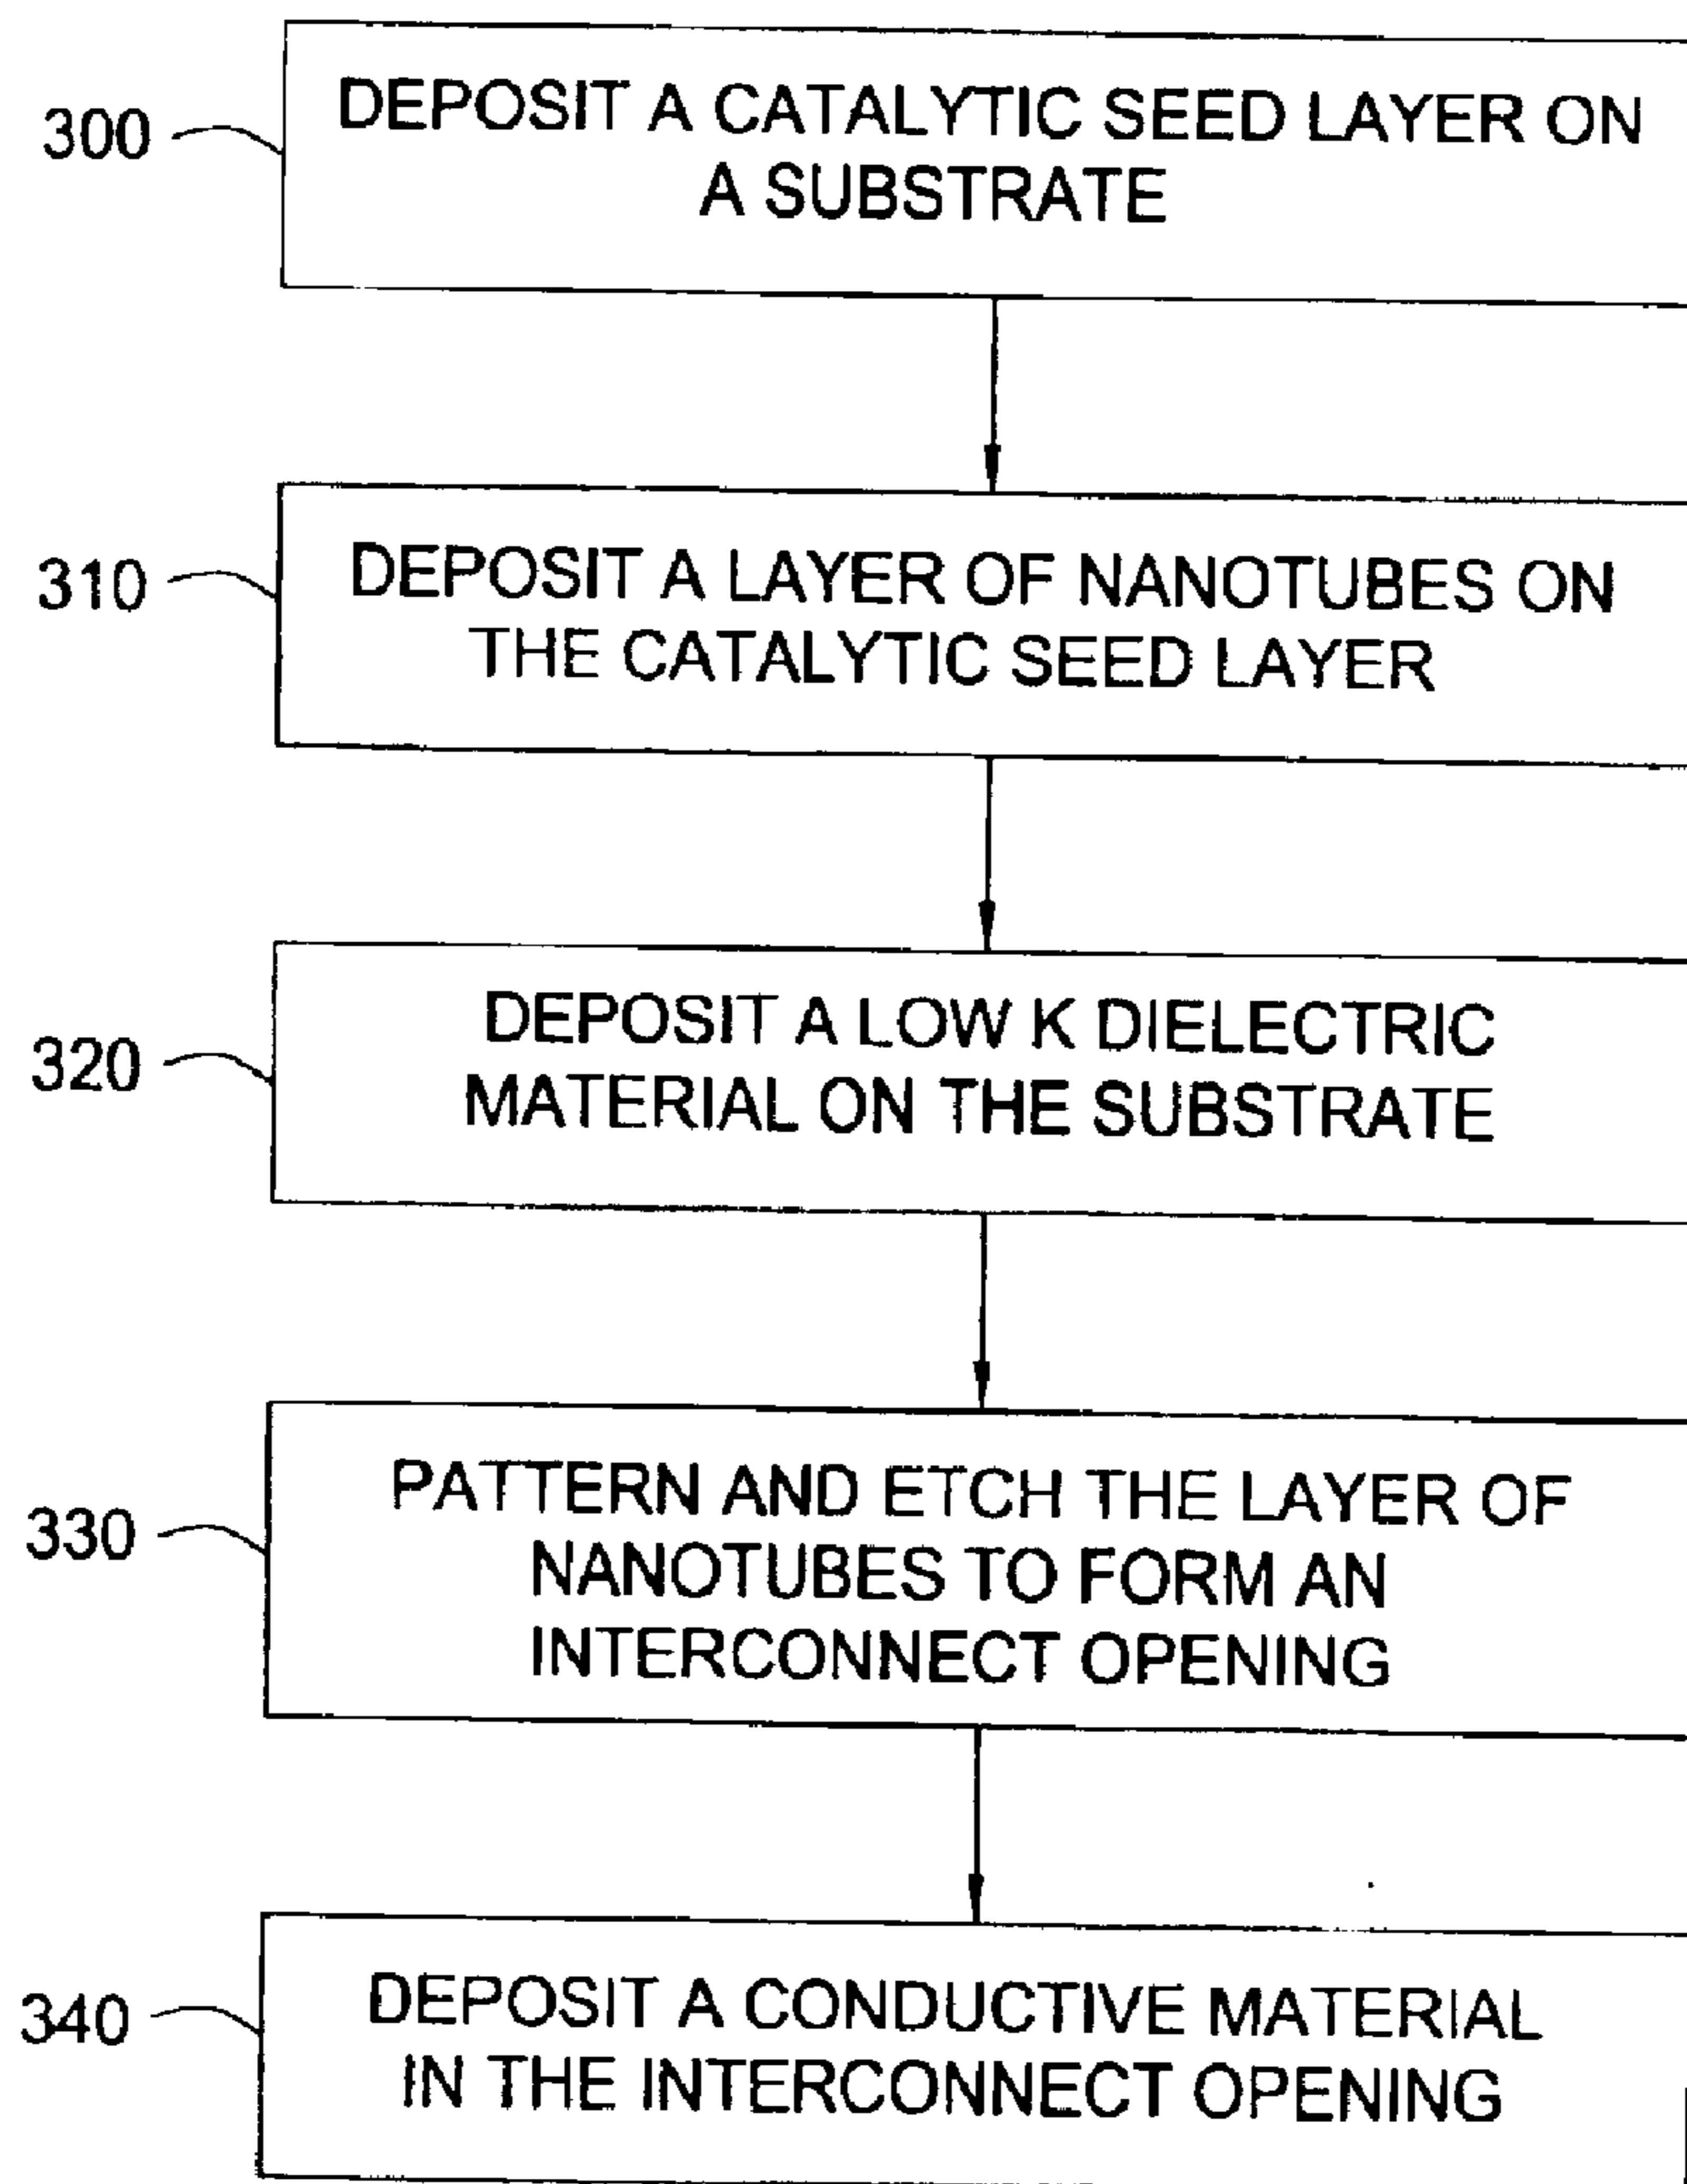 300
DEPOSIT A CATALYTIC SEED LAYER ON
A SUBSTRATE
310
DEPOSIT A LAYER OF NANOTUBES ON
THE CATALYTIC SEED LAYER
320
DEPOSIT A LOW K DIELECTRIC
MATERIAL ON THE SUBSTRATE
330
PATTERN AND ETCH THE LAYER OF
NANOTUBES TO FORM AN
INTERCONNECT OPENING
340
DEPOSIT A CONDUCTIVE MATERIAL
IN THE INTERCONNECT OPENING